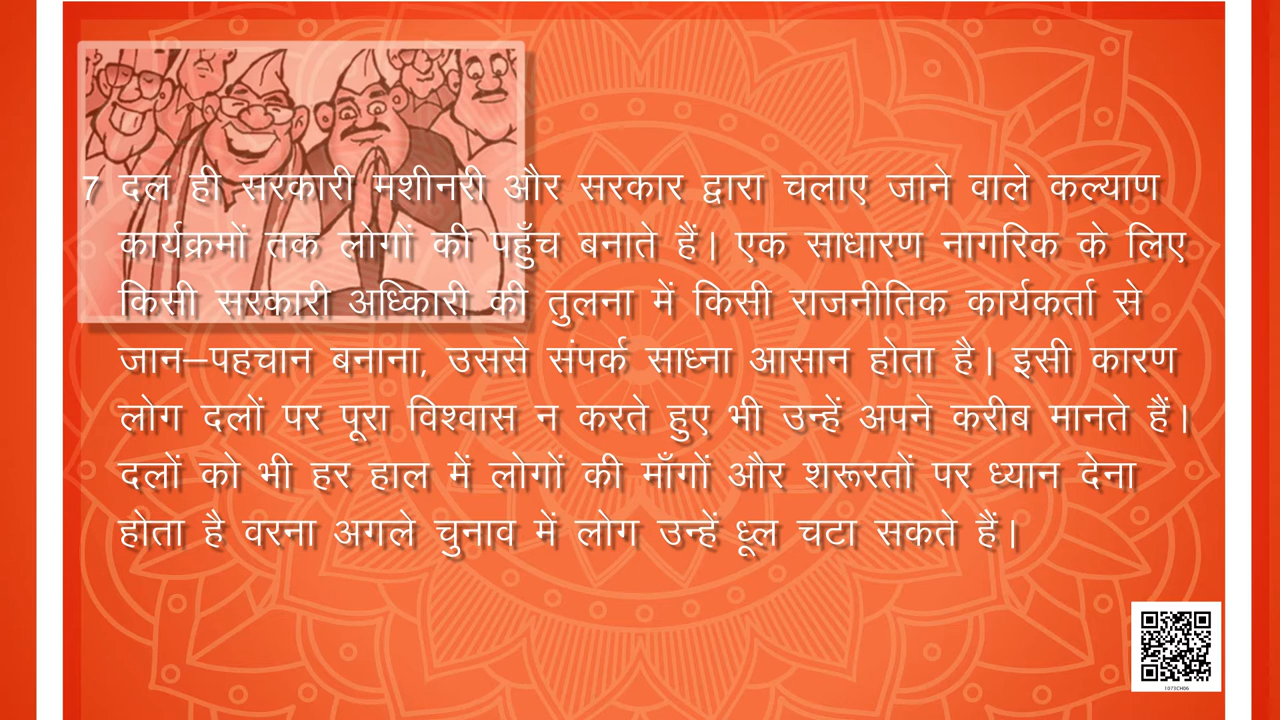 7 दल ही सरकारी मशीनरी और सरकार द्वारा चलाए जाने वाले कल्याण
कार्यक्रमों तक लोगों की पहुँच बनाते हैं। एक साधारण नागरिक के लिए
किसी सरकारी अध्किारी की तुलना में किसी राजनीतिक कार्यकर्ता से
जान–पहचान बनाना, उससे संपर्क साध्ना आसान होता है। इसी कारण
लोग दलों पर पूरा विश्वास न करते हुए भी उन्हें अपने करीब मानते हैं।
दलों को भी हर हाल में लोगों की माँगों और शरूरतों पर ध्यान देना
होता है वरना अगले चुनाव में लोग उन्हें ध्ूल चटा सकते हैं।
1073CH06